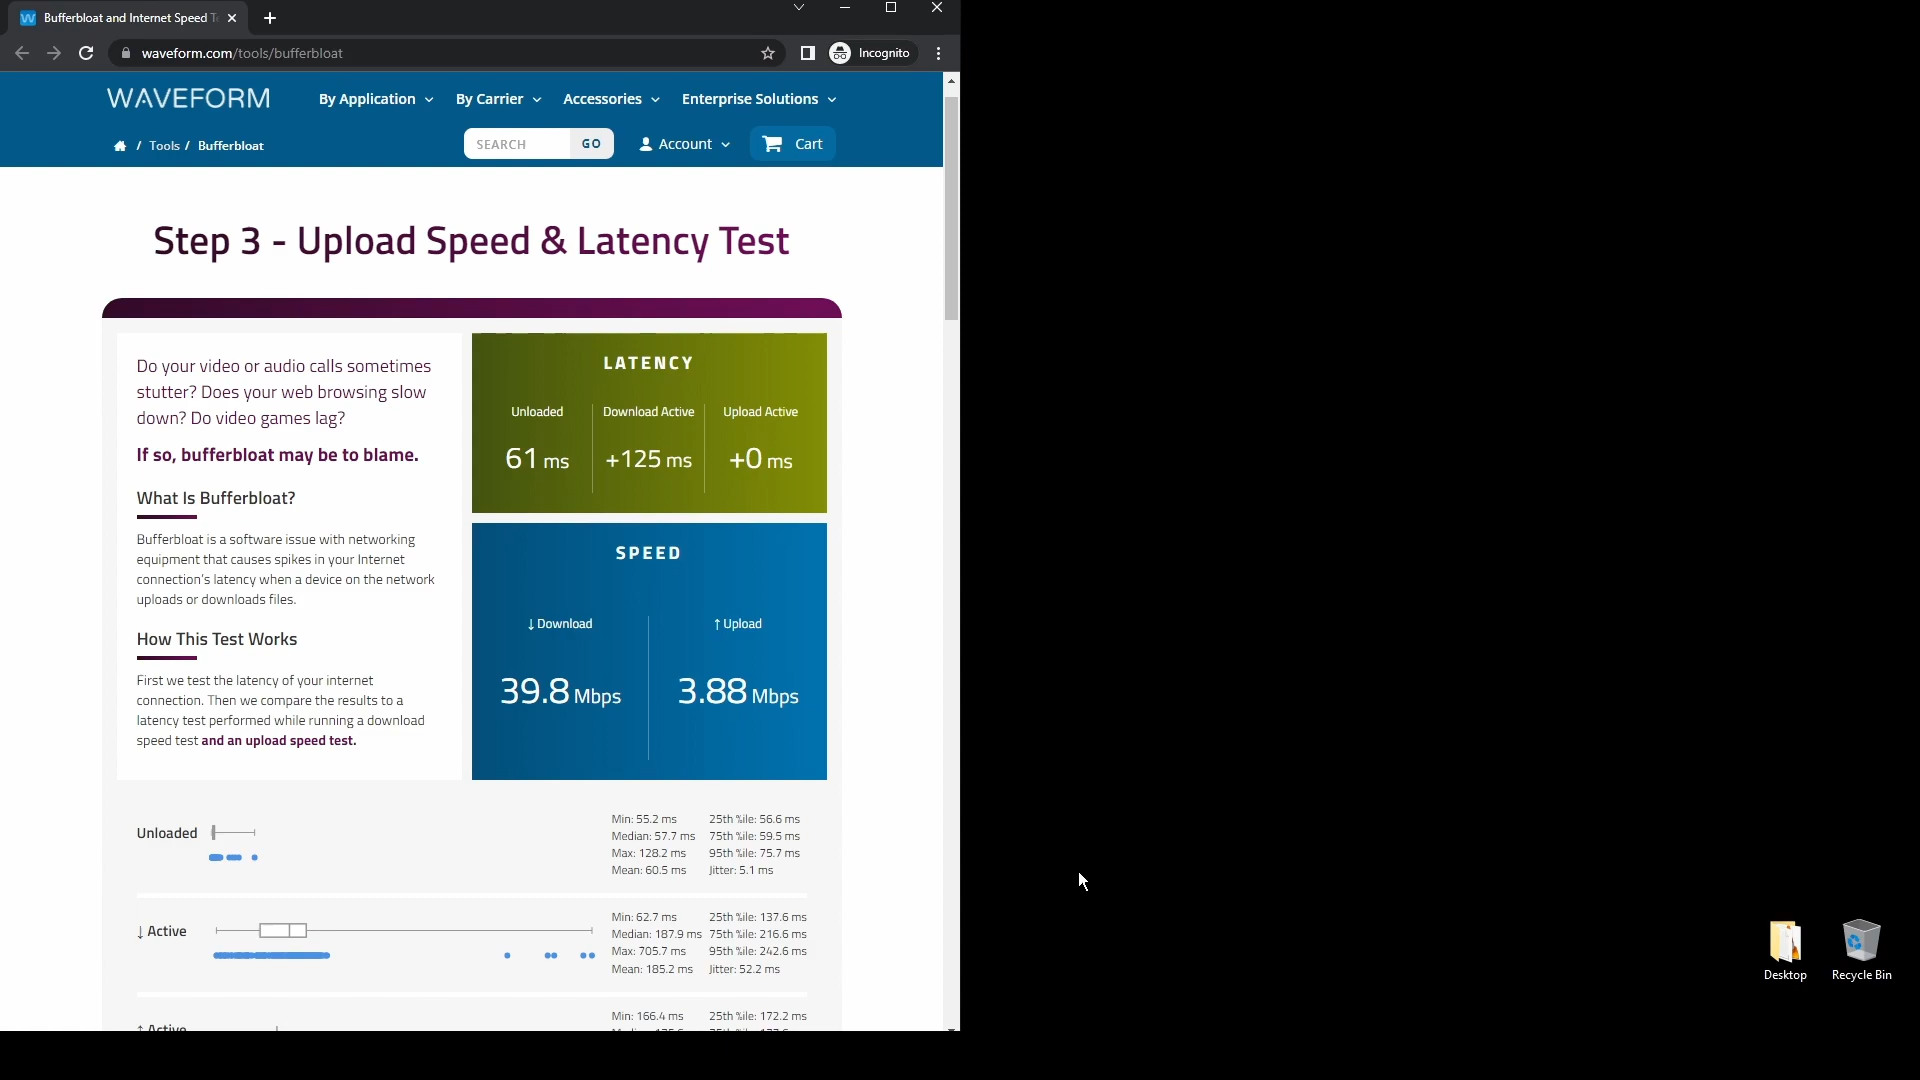 Bufferbloat and Internet Speed T
waveform.com/tools/bufferbloat
Incognito
WAVEFORM
By Application
By Carrier
Accessories
Enterprise Solutions
/ Tools / Bufferbloat
SEARCH
GO
Account
Cart
Step 3 - Upload Speed & Latency Test
Do your video or audio calls sometimes
stutter? Does your web browsing slow
down? Do video games lag?
If so, bufferbloat may be to blame.
What Is Bufferbloat?
Bufferbloat is a software issue with networking
equipment that causes spikes in your Internet
connection's latency when a device on the network
uploads or downloads files.
How This Test Works
First we test the latency of your internet
connection. Then we compare the results to a
latency test performed while running a download
speed test and an upload speed test.
LATENCY
Unloaded
Download Active
Upload Active
61 ms
+125 ms
+0 ms
SPEED
↓ Download
↑ Upload
39.8 Mbps
3.88 Mbps
Unloaded
Min: 55.2 ms 25th %ile: 56.6 ms
Median: 57.7 ms 75th %ile: 59.5 ms
Max: 128.2 ms 95th %ile: 75.7 ms
Mean: 60.5 ms Jitter: 5.1 ms
↓ Active
Min: 62.7 ms 25th %ile: 137.6 ms
Median: 187.9 ms 75th %ile: 216.6 ms
Max: 705.7 ms 95th %ile: 242.6 ms
Mean: 185.2 ms Jitter: 52.2 ms
↑ Active
Min: 166.4 ms 25th %ile: 172.2 ms
Desktop
Recycle Bin